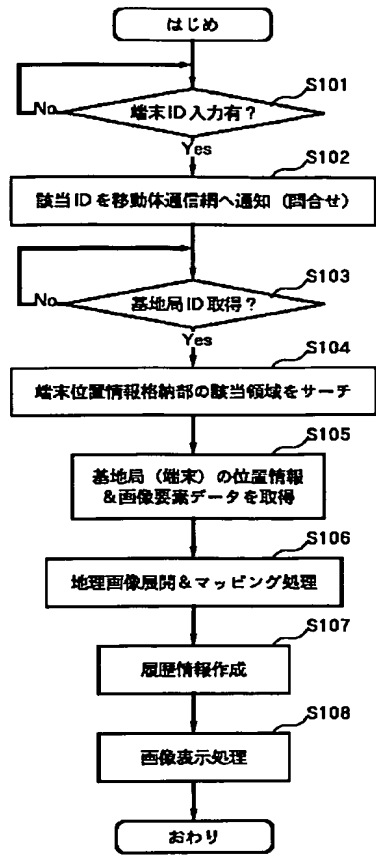 はじめ
S101
端末ID入力有?
No
Yes
S102
該当IDを移動体通信網へ通知（問合せ）
S103
基地局ID取得?
No
Yes
S104
端末位置情報格納部の該当領域をサーチ
S105
基地局（端末）の位置情報
＆画像要素データを取得
S106
地理画像展開＆マッピング処理
S107
履歴情報作成
S108
画像表示処理
おわり